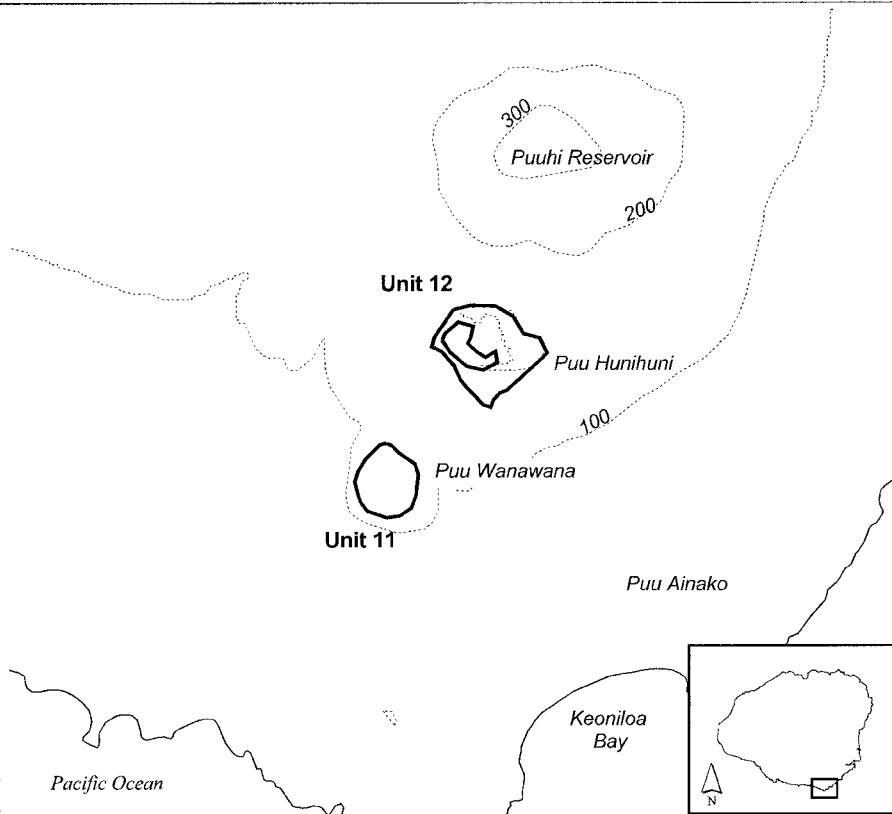 300
Puuhi Reservoir
200
Unit 12
Puu Hunihuni
100
Puu Wanawana
Unit 11
Puu Ainako
Keoniloa
Bay
Pacific Ocean
N